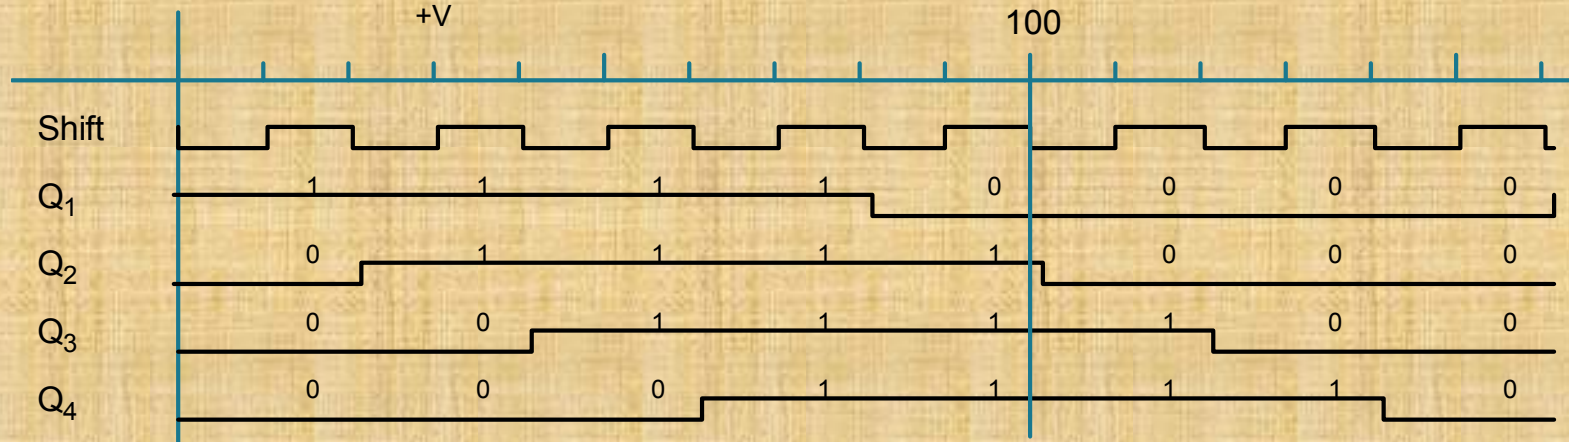 +V 100
Shift
Q1 1 1 1 1 0 0 0 0
Q2 0 1 1 1 1 0 0 0
Q3 0 0 1 1 1 1 0 0
Q4 0 0 0 1 1 1 1 0